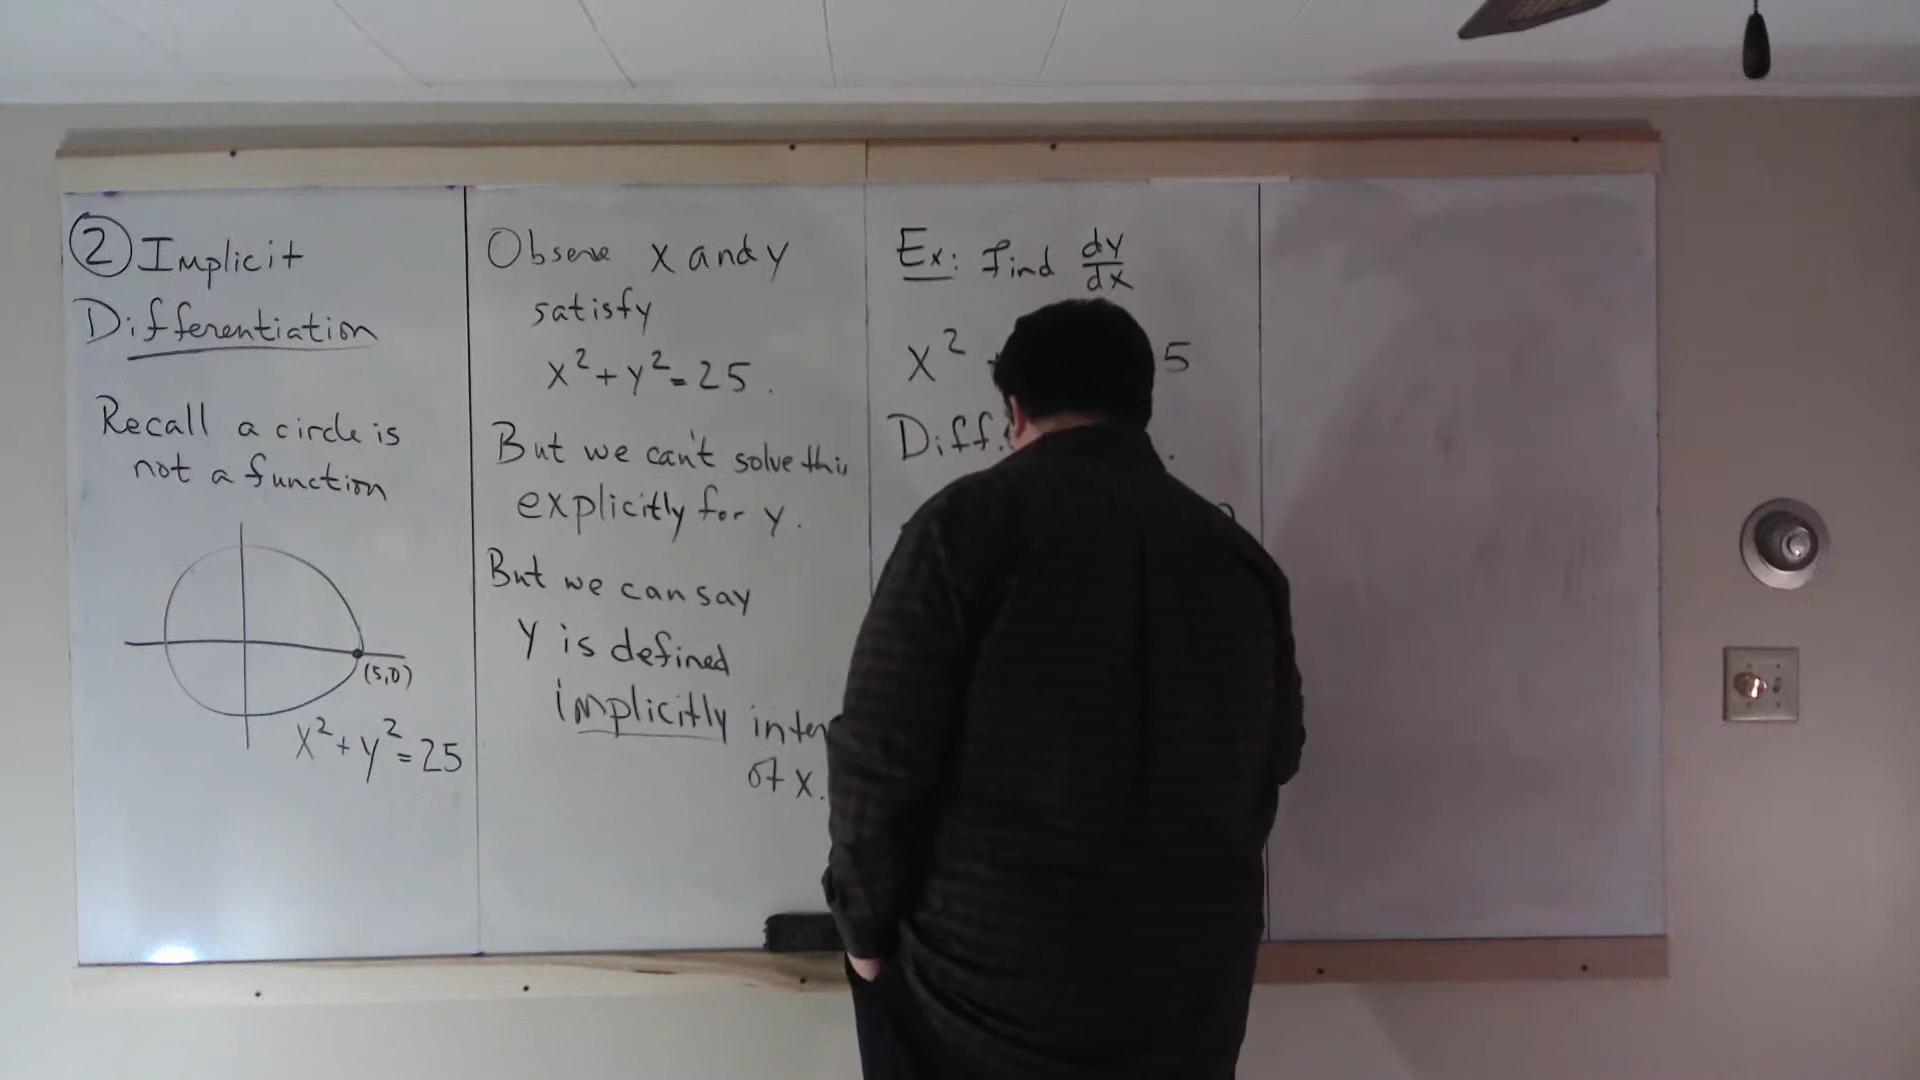 ② Implicit
Differentiation
Recall a circle is
not a function
(5,0)
x² + y² = 25
Observe x and y
satisfy
x² + y² = 25.
But we can't solve this
explicitly for y.
But we can say
y is defined
implicitly in
of x.
Ex: Find dy/dx
x² 5
Diff.